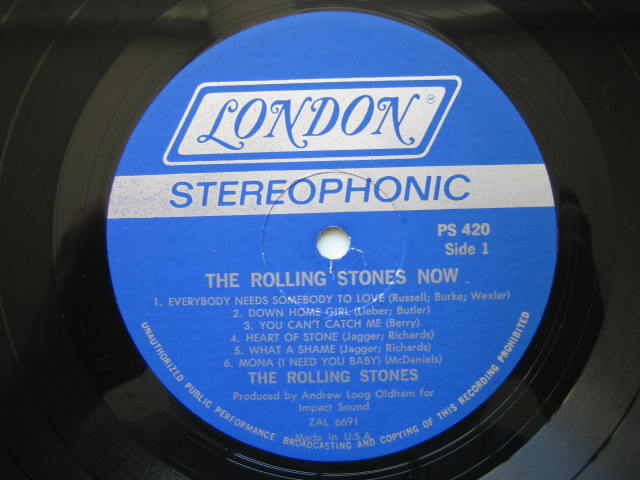 LONDON
STEREOPHONIC
PS 420
Side 1
THE ROLLING STONES NOW
1. EVERYBODY NEEDS SOMEBODY TO LOVE (Russell; Burke; Wexler)
2. DOWN HOME GIRL (Lieber; Butler)
3. YOU CAN'T CATCH ME (Berry)
4. HEART OF STONE (Jagger; Richards)
5. WHAT A SHAME (Jagger; Richards)
6. MONA (I NEED YOU BABY) (McDaniels)
THE ROLLING STONES
Produced by Andrew Loog Oldham for
Impact Sound
ZAL 6691
Made in U.S.A.
UNAUTHORIZED PUBLIC PERFORMANCE BROADCASTING AND COPYING OF THIS RECORDING PROHIBITED